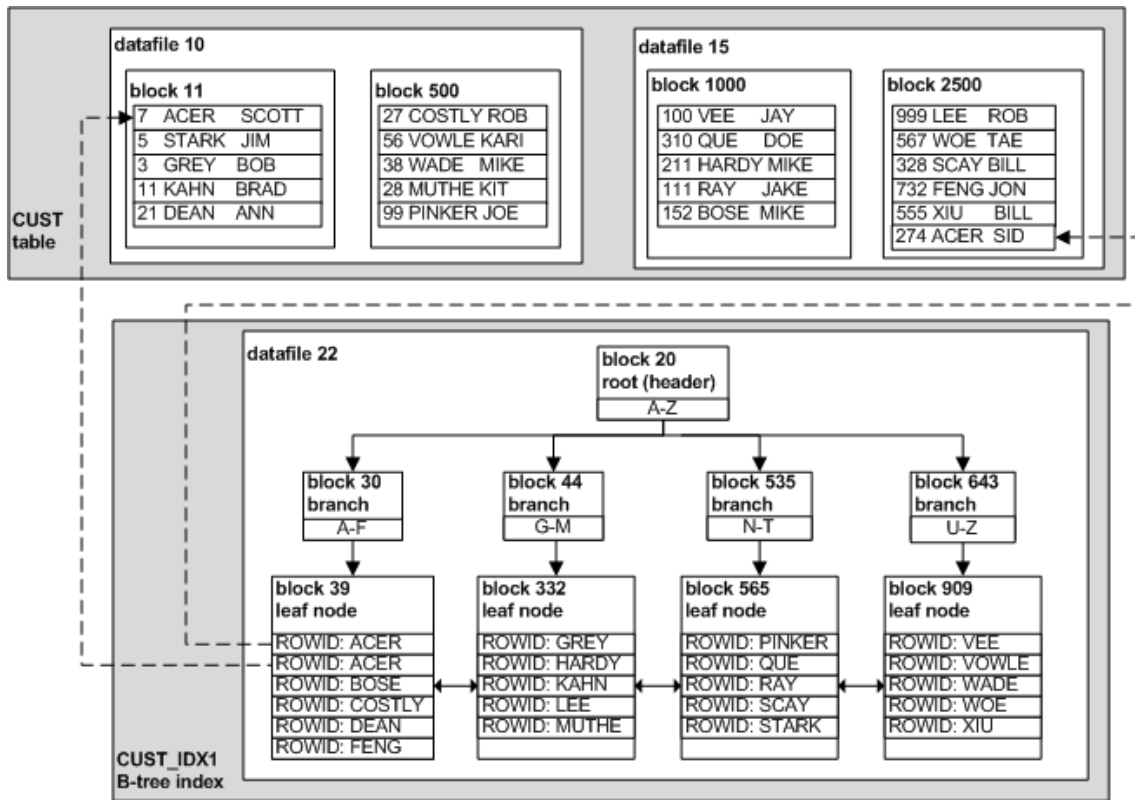 datafile 10
datafile 15
block 11
7 ACER SCOTT
5 STARK JIM
3 GREY BOB
11 KAHN BRAD
21 DEAN ANN
block 500
27 COSTLY ROB
56 VOWLE KARI
38 WADE MIKE
28 MUTHE KIT
99 PINKER JOE
block 1000
100 VEE JAY
310 QUE DOE
211 HARDY MIKE
111 RAY JAKE
152 BOSE MIKE
block 2500
999 LEE ROB
567 WOE TAE
328 SCAY BILL
732 FENG JON
555 XIU BILL
274 ACER SID
CUST
table
datafile 22
block 20
root (header)
A-Z
block 30
branch
A-F
block 44
branch
G-M
block 535
branch
N-T
block 643
branch
U-Z
block 39
leaf node
ROWID: ACER
ROWID: ACER
ROWID: BOSE
ROWID: COSTLY
ROWID: DEAN
ROWID: FENG
block 332
leaf node
ROWID: GREY
ROWID: HARDY
ROWID: KAHN
ROWID: LEE
ROWID: MUTHE
block 565
leaf node
ROWID: PINKER
ROWID: QUE
ROWID: RAY
ROWID: SCAY
ROWID: STARK
block 909
leaf node
ROWID: VEE
ROWID: VOWLE
ROWID: WADE
ROWID: WOE
ROWID: XIU
CUST_IDX1
B-tree index